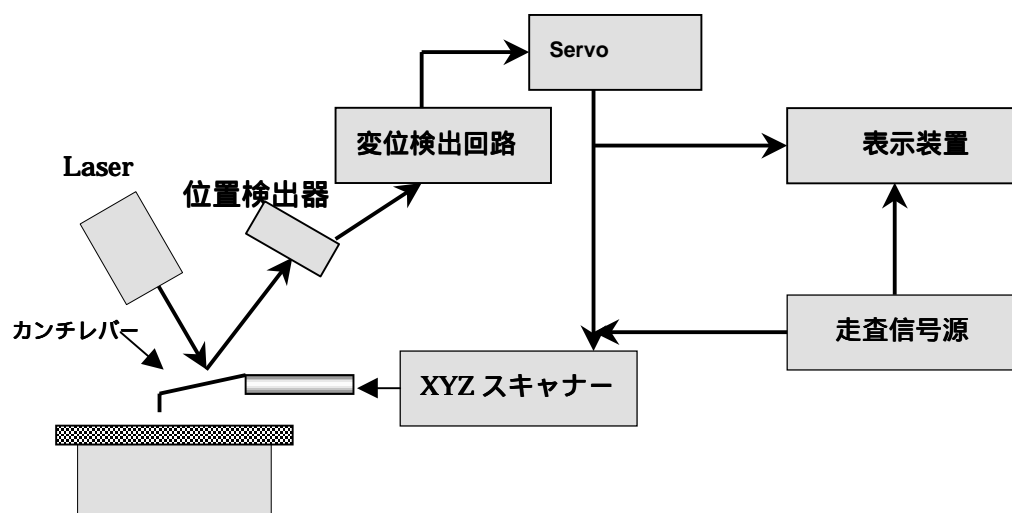 Servo
変位検出回路
表示装置
Laser
位置検出器
走査信号源
カンチレバー
XYZ スキャナー